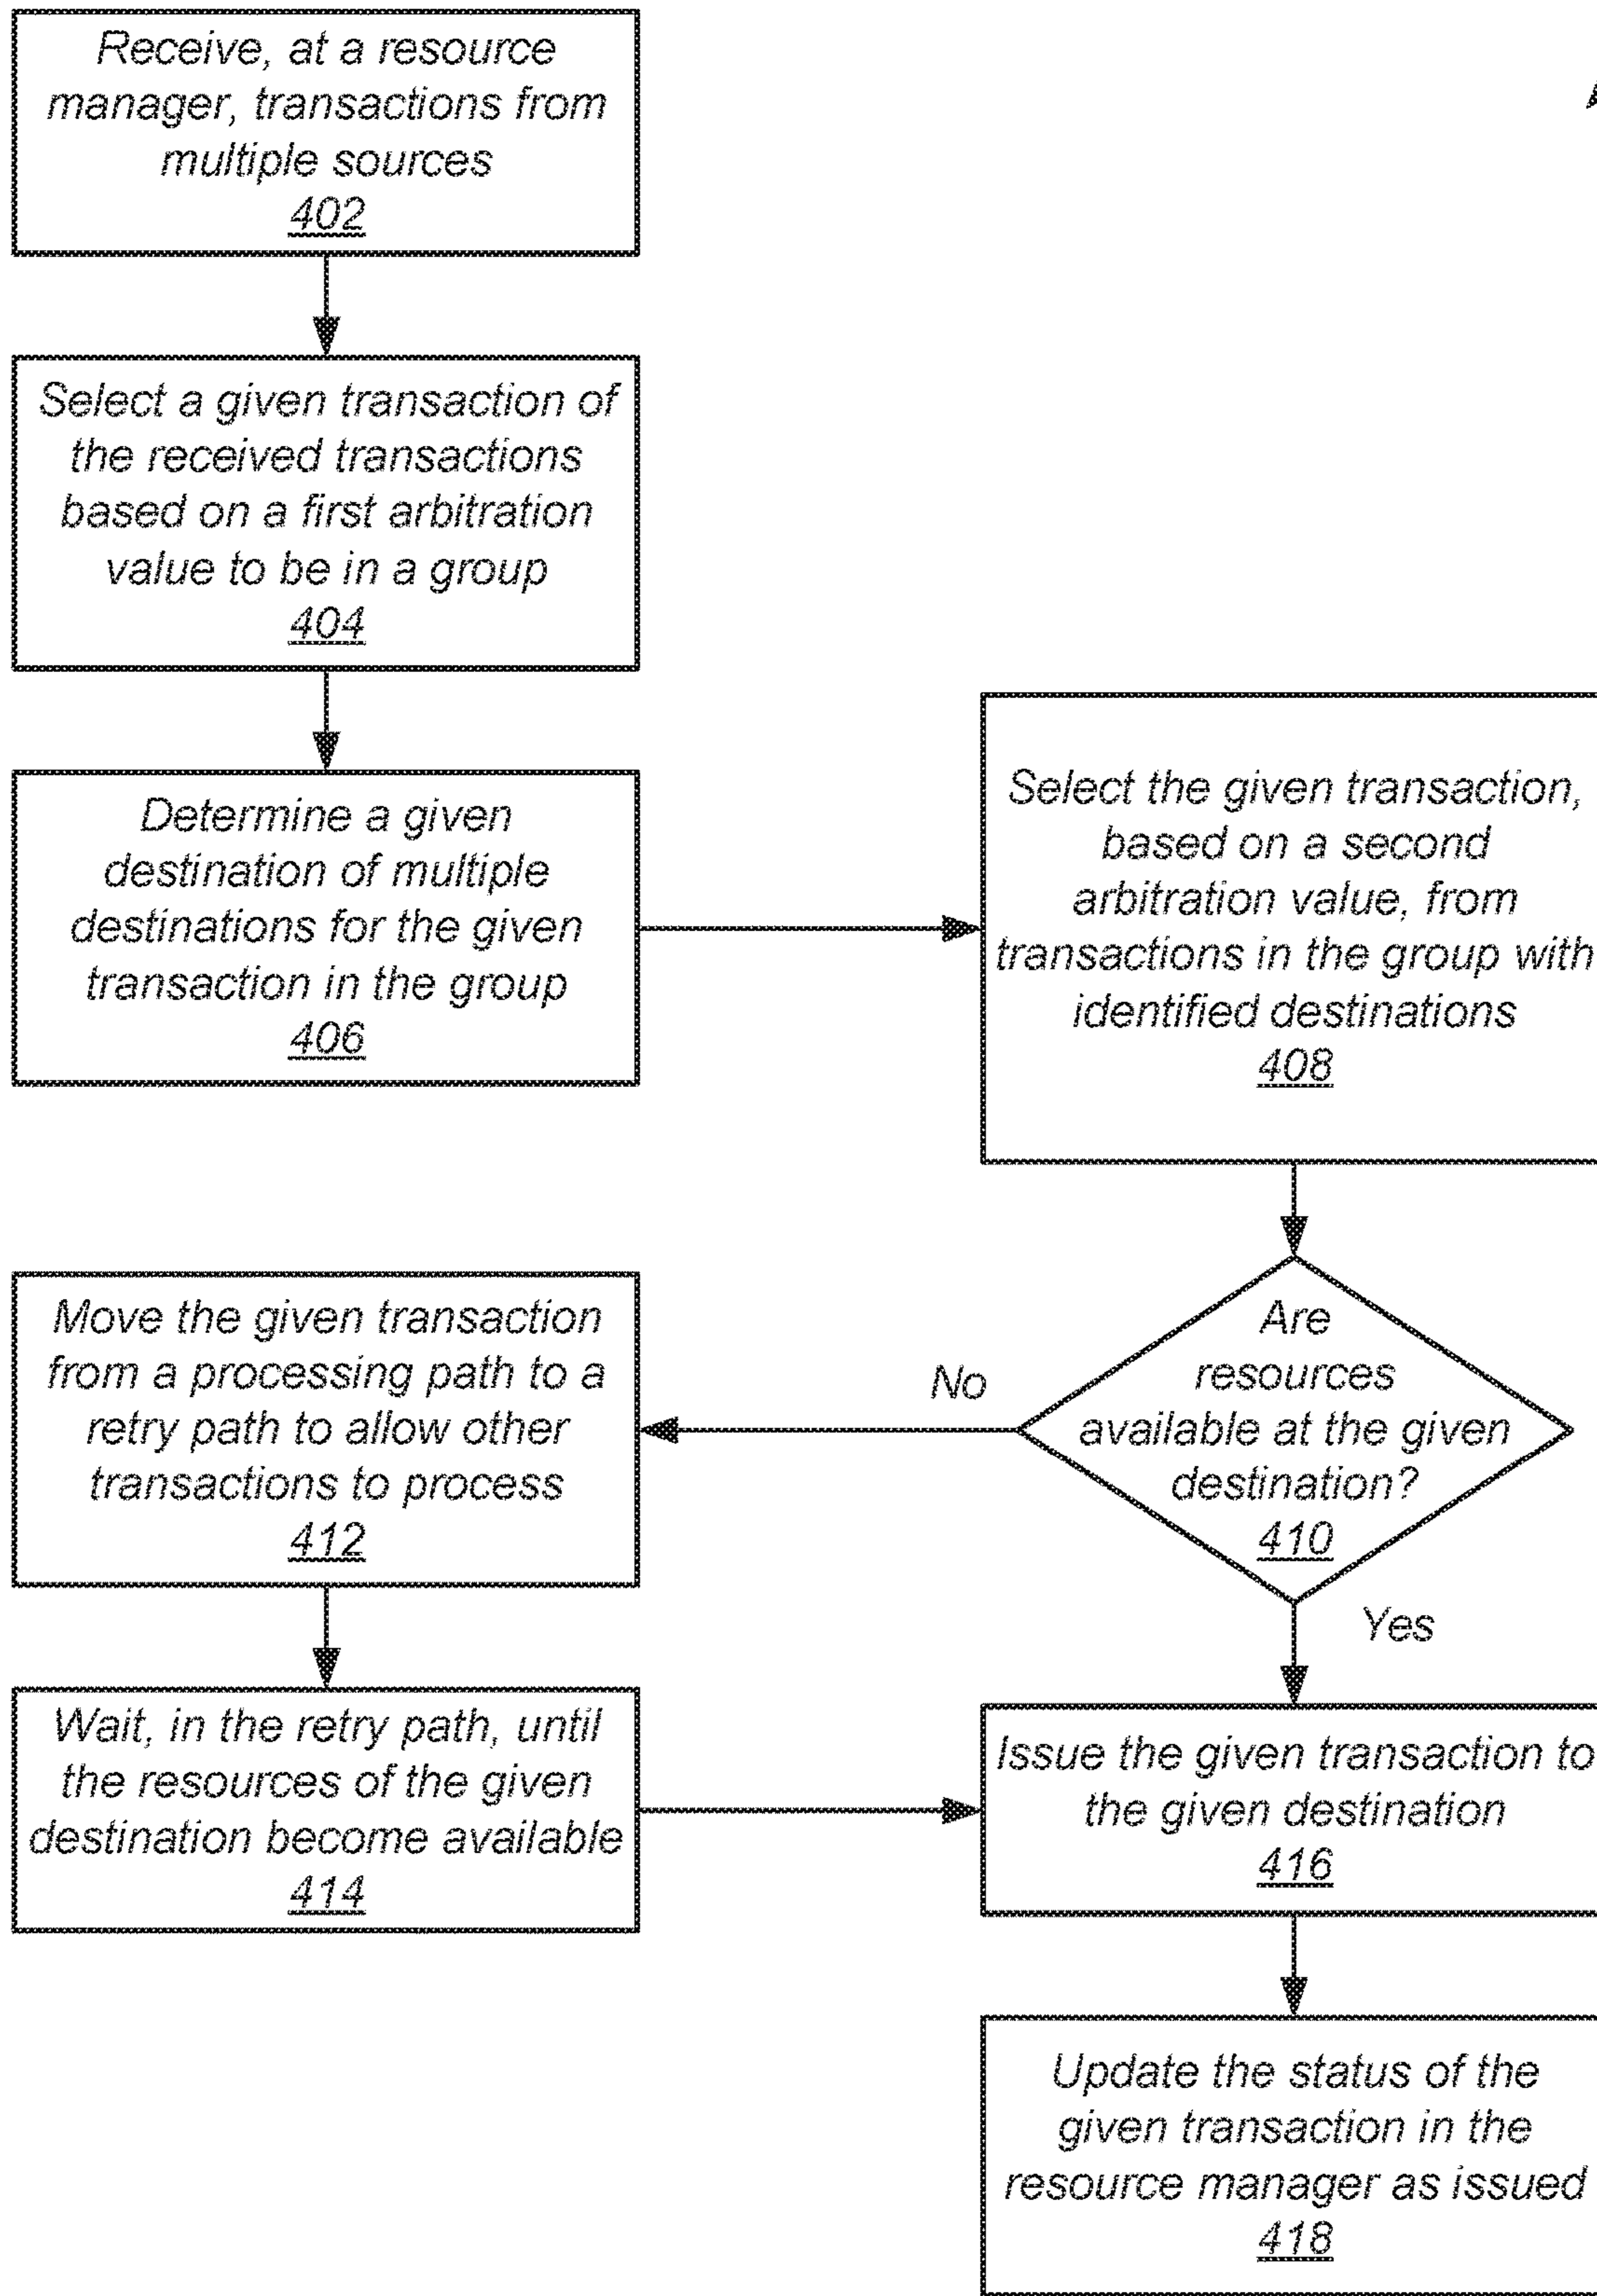 Receive, at a resource
manager, transactions from
multiple sources
402
Select a given transaction of
the received transactions
based on a first arbitration
value to be in a group
404
Determine a given
destination of multiple
destinations for the given
transaction in the group
406
Select the given transaction,
based on a second
arbitration value, from
transactions in the group with
identified destinations
408
Are
resources
available at the given
destination?
410
No
Yes
Move the given transaction
from a processing path to a
retry path to allow other
transactions to process
412
Wait, in the retry path, until
the resources of the given
destination become available
414
Issue the given transaction to
the given destination
416
Update the status of the
given transaction in the
resource manager as issued
418